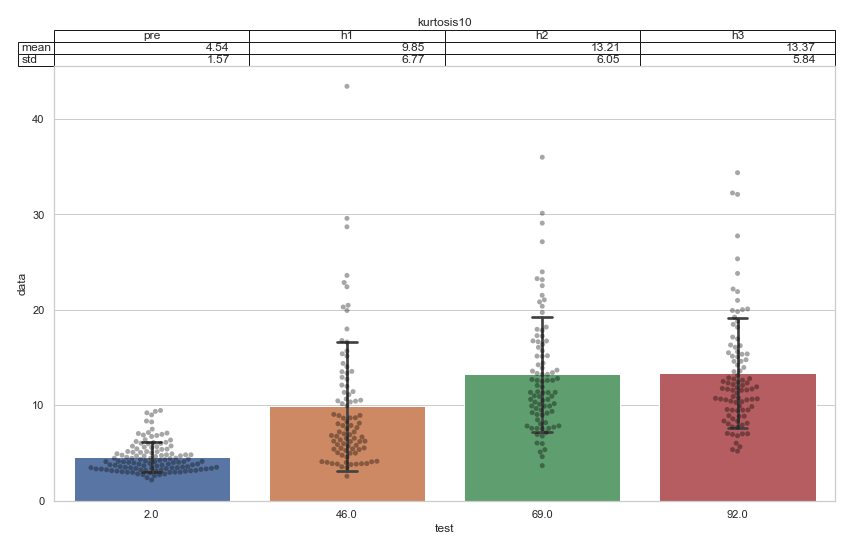 kurtosis10
pre h1 h2 h3
mean 4.54 9.85 13.21 13.37
std 1.57 6.77 6.05 5.84
40
30
20
10
0
data
2.0 46.0 69.0 92.0
test